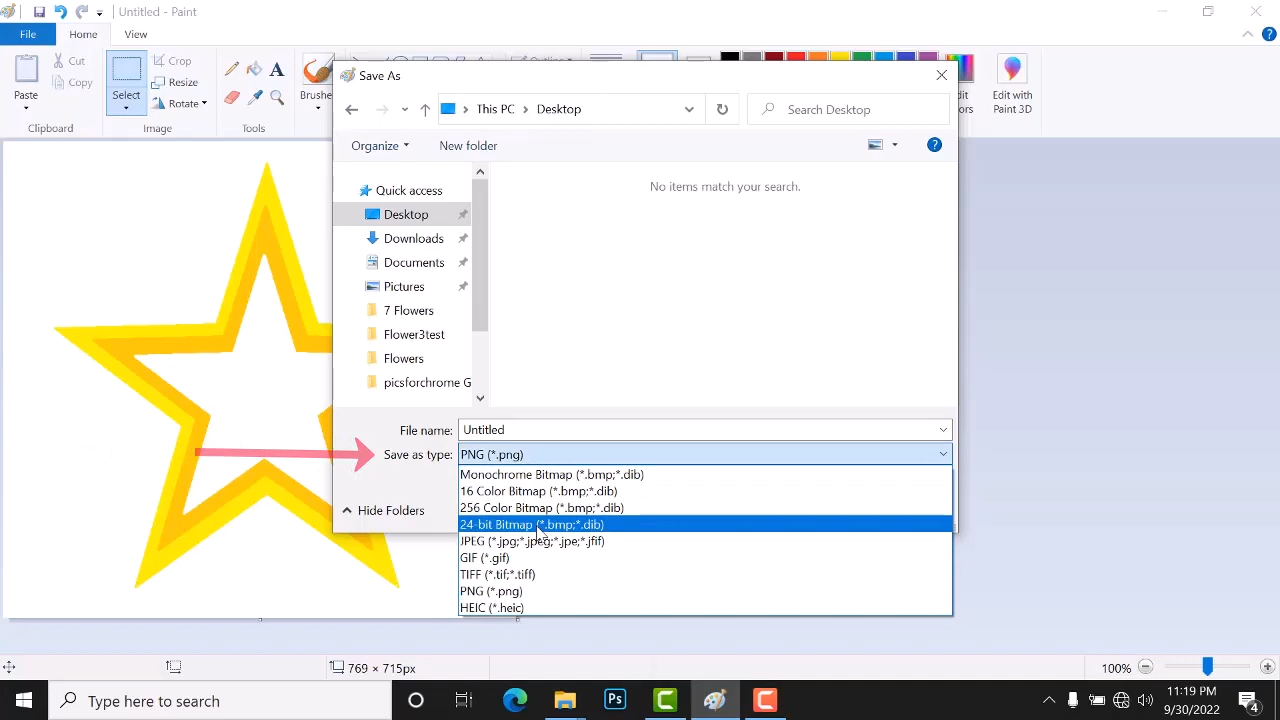 Untitled - Paint
File
Home
View
Paste
Cut
Copy
Clipboard
Select
Crop
Resize
Rotate
Image
Tools
Brushe
Edit with
Paint 3D
Save As
This PC
Desktop
Search Desktop
Organize
New folder
No items match your search.
Quick access
Desktop
Downloads
Documents
Pictures
7 Flowers
Flower3test
Flowers
picsforchrome G
File name:
Untitled
Save as type:
PNG (*.png)
Monochrome Bitmap (*.bmp;*.dib)
16 Color Bitmap (*.bmp;*.dib)
256 Color Bitmap (*.bmp;*.dib)
24-bit Bitmap (*.bmp;*.dib)
JPEG (*.jpg;*.jpeg;*.jpe;*.jfif)
GIF (*.gif)
TIFF (*.tif;*.tiff)
PNG (*.png)
HEIC (*.heic)
Hide Folders
769 × 715px
100%
Type here to search
Ps
11:19 PM
9/30/2022
4